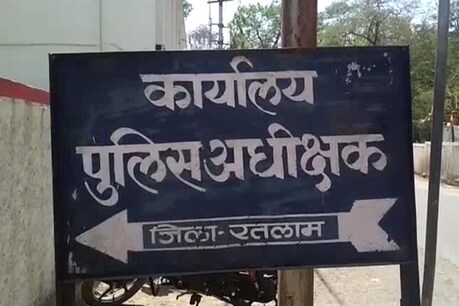 कार्यालय
पुलिस अधीक्षक
जिला-रतलाम